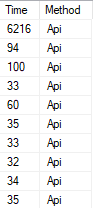 Time Method
6216 Api
94 Api
100 Api
33 Api
60 Api
35 Api
33 Api
32 Api
34 Api
35 Api